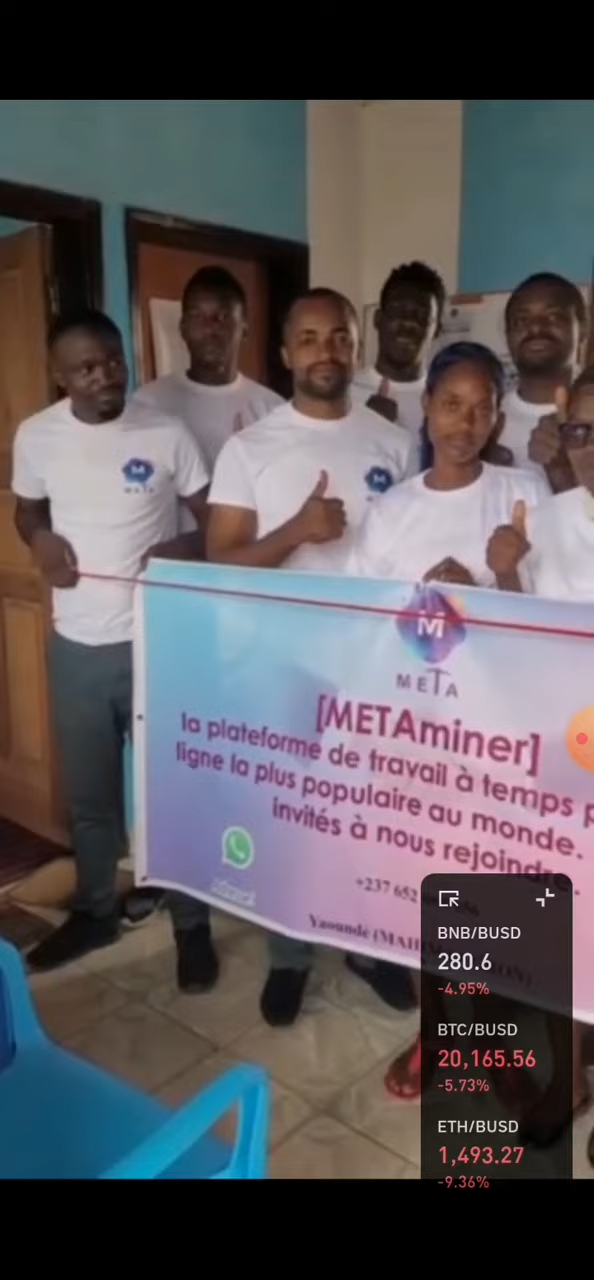 M
META
M
META
[METAminer]
la plateforme de travail à temps p
ligne la plus populaire au monde.
invités à nous rejoindre.
+237 652
Yaoundé
BNB/BUSD
280.6
-4.95%
BTC/BUSD
20,165.56
-5.73%
ETH/BUSD
1,493.27
-9.36%